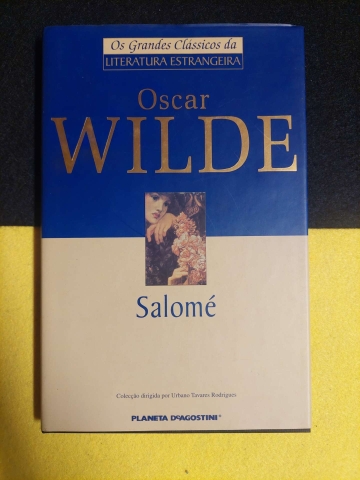 Os Grandes Clássicos da
LITERATURA ESTRANGEIRA
Oscar
WILDE
Salomé
Colecção dirigida por Urbano Tavares Rodrigues
PLANETA DEAGOSTINI